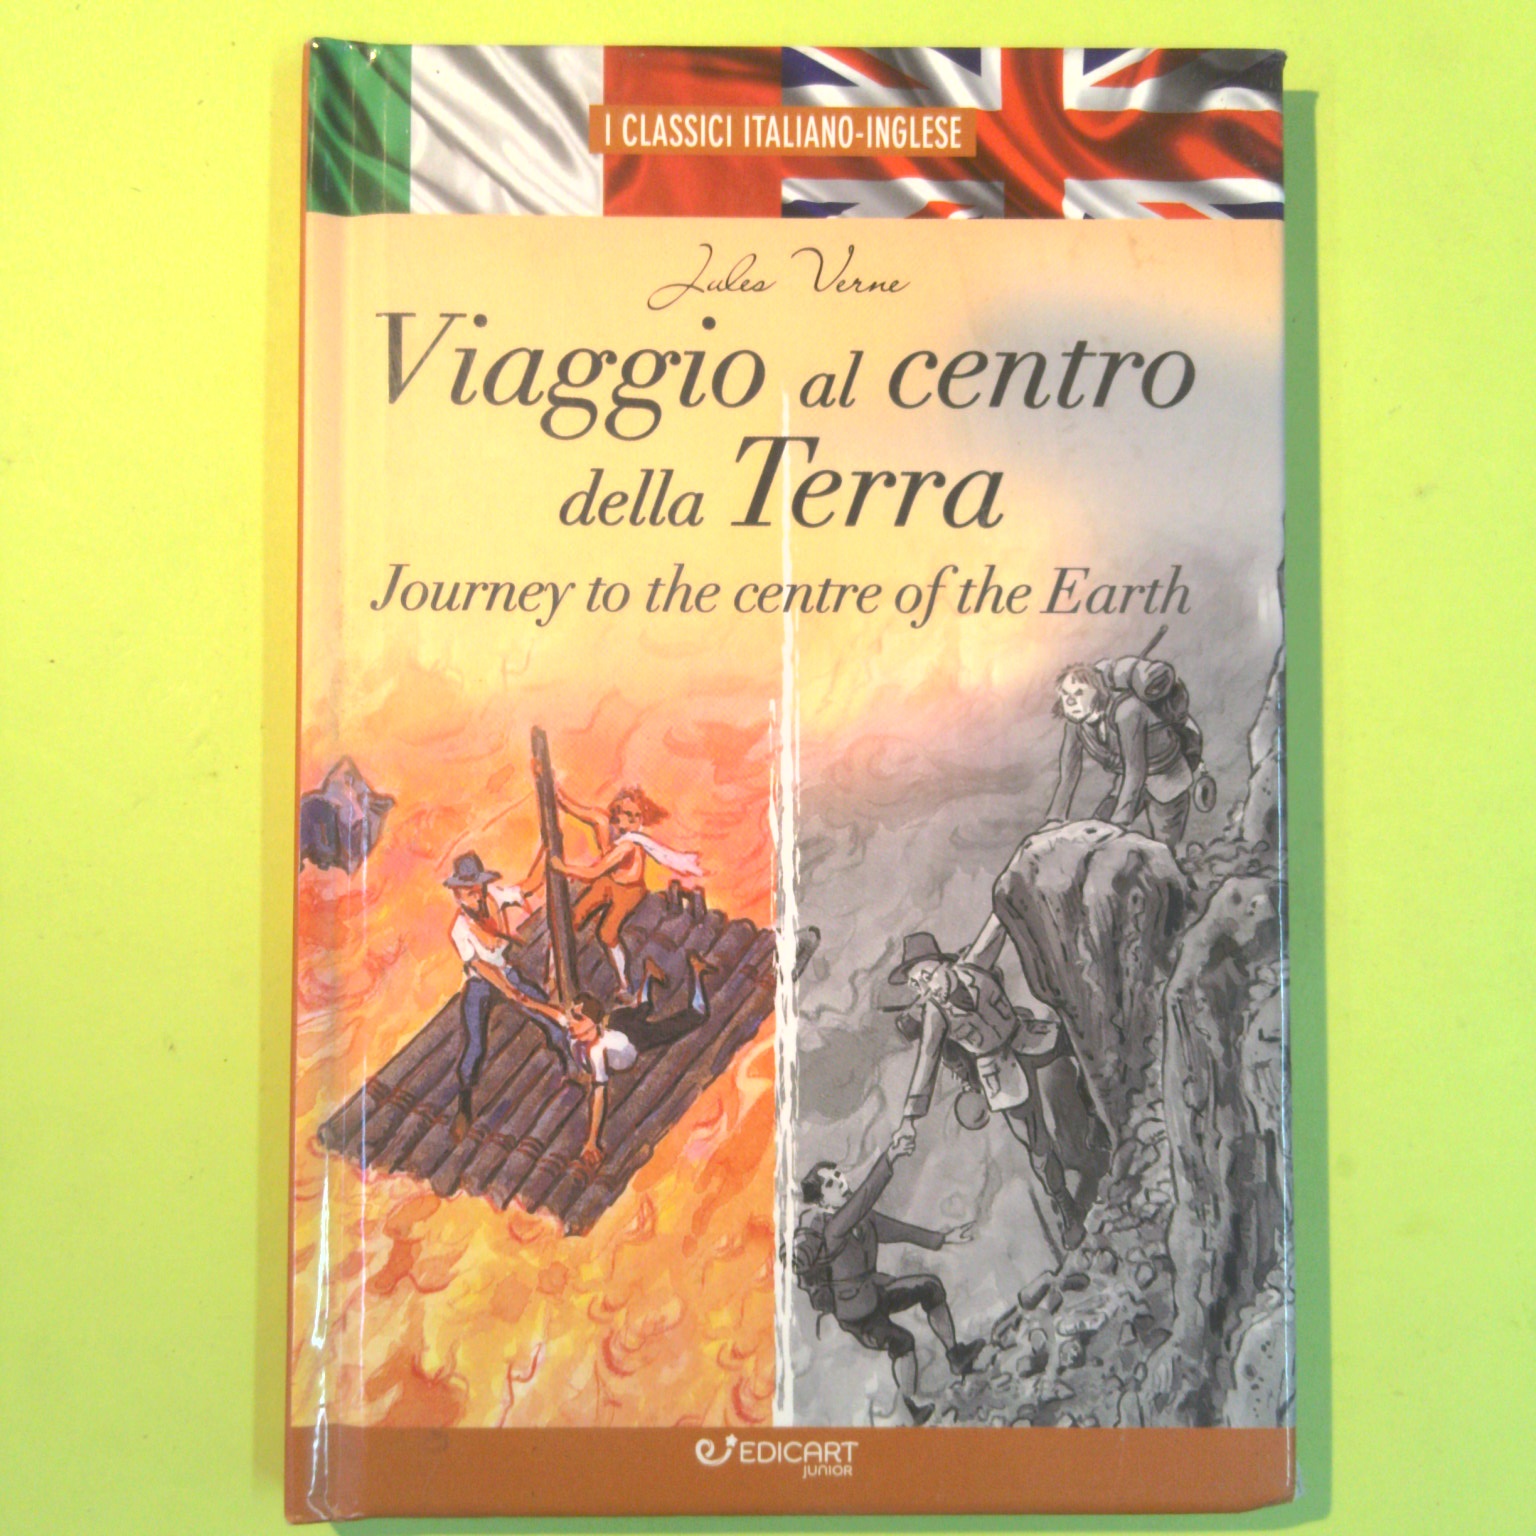 I CLASSICI ITALIANO-INGLESE
Jules Verne
Viaggio al centro
della Terra
Journey to the centre of the Earth
EDICART
JUNIOR